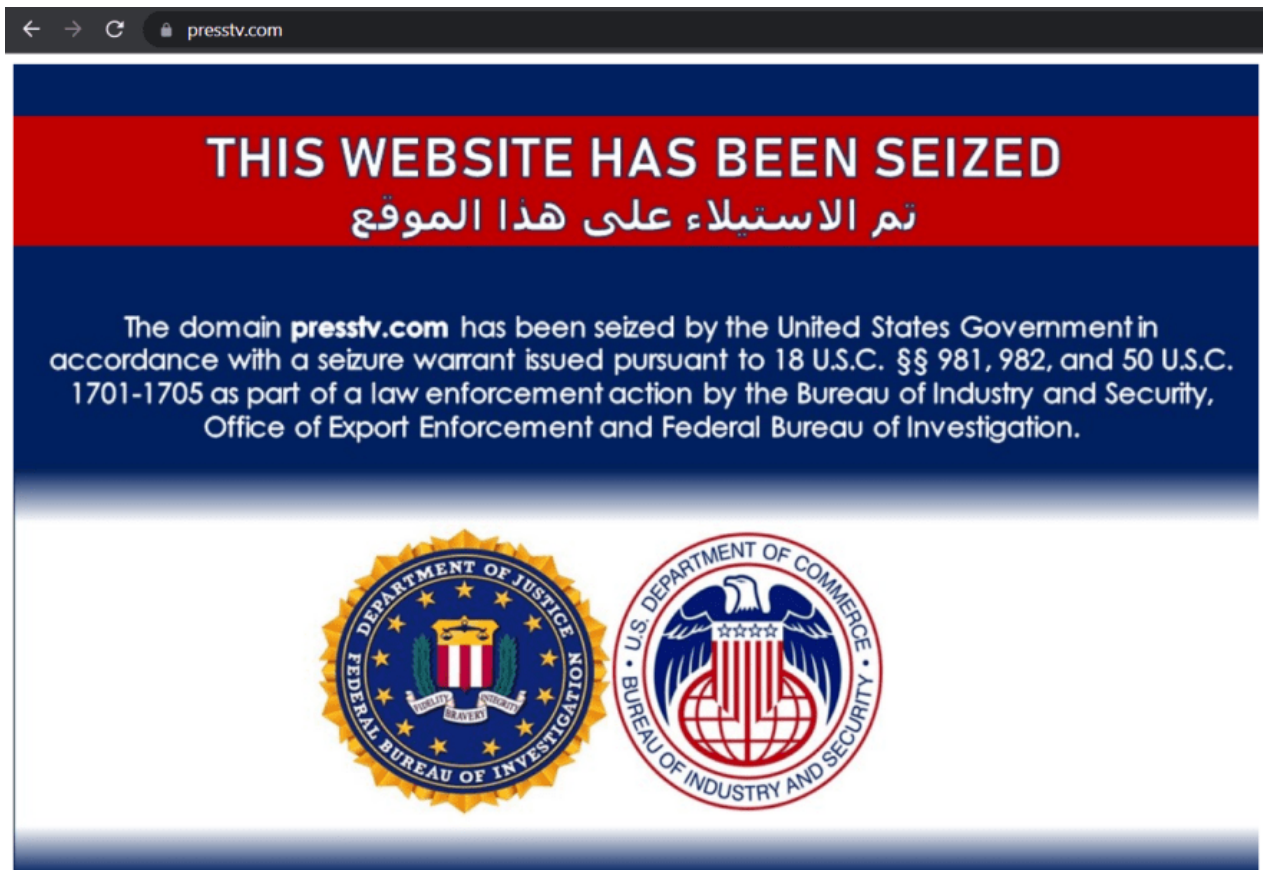 presstv.com
THIS WEBSITE HAS BEEN SEIZED
تم الاستيلاء على هذا الموقع
The domain presstv.com has been seized by the United States Government in
accordance with a seizure warrant issued pursuant to 18 U.S.C. §§ 981, 982, and 50 U.S.C.
1701-1705 as part of a law enforcement action by the Bureau of Industry and Security,
Office of Export Enforcement and Federal Bureau of Investigation.
DEPARTMENT OF JUSTICE
FEDERAL BUREAU OF INVESTIGATION
FIDELITY
BRAVERY
INTEGRITY
U.S. DEPARTMENT OF COMMERCE
BUREAU OF INDUSTRY AND SECURITY